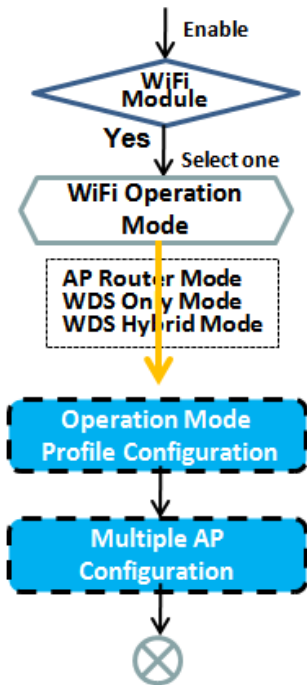 Enable
WiFi
Module
Yes
Select one
WiFi Operation
Mode
AP Router Mode
WDS Only Mode
WDS Hybrid Mode
Operation Mode
Profile Configuration
Multiple AP
Configuration